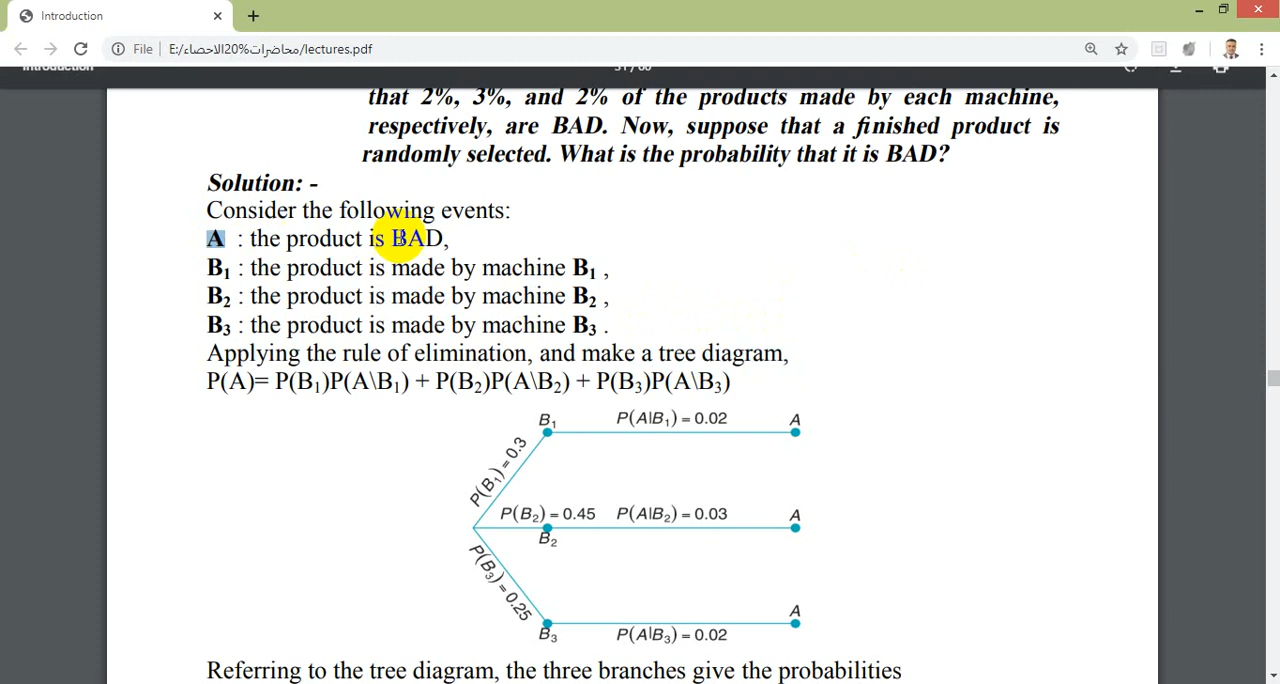 Introduction
File
E:/محاضرات%20الاحصاء/lectures.pdf
Introduction
that 2%, 3%, and 2% of the products made by each machine,
respectively, are BAD. Now, suppose that a finished product is
randomly selected. What is the probability that it is BAD?
Solution: -
Consider the following events:
A : the product is BAD,
B₁ : the product is made by machine B₁ ,
B₂ : the product is made by machine B₂ ,
B₃ : the product is made by machine B₃ .
Applying the rule of elimination, and make a tree diagram,
P(A)= P(B₁)P(A\B₁) + P(B₂)P(A\B₂) + P(B₃)P(A\B₃)
B₁ P(A|B₁) = 0.02 A
P(B₁) = 0.3
P(B₂) = 0.45 P(A|B₂) = 0.03 A
B₂
P(B₃) = 0.25
A
B₃ P(A|B₃) = 0.02
Referring to the tree diagram, the three branches give the probabilities